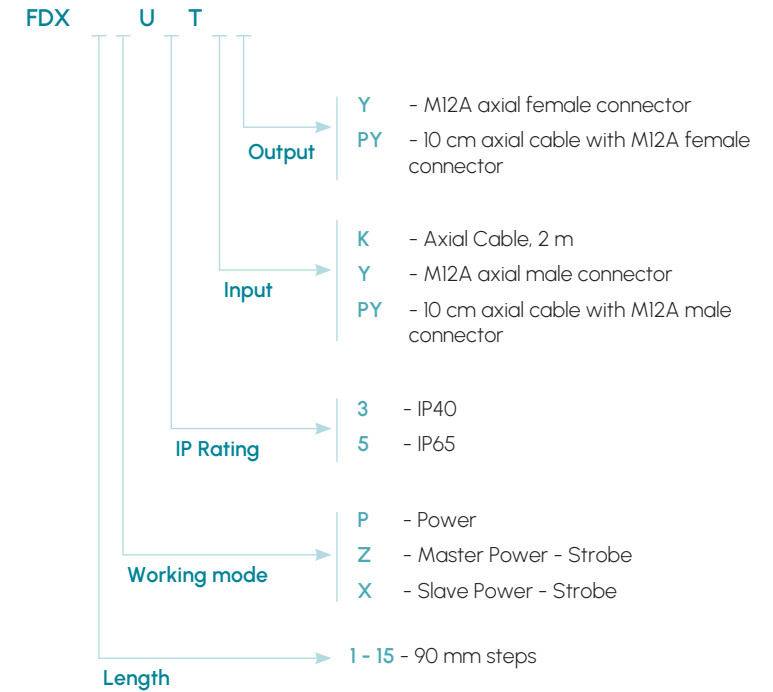 FDX U T
Y - M12A axial female connector
PY - 10 cm axial cable with M12A female
connector
Output
K - Axial Cable, 2 m
Y - M12A axial male connector
PY - 10 cm axial cable with M12A male
connector
Input
3 - IP40
5 - IP65
IP Rating
P - Power
Z - Master Power - Strobe
X - Slave Power - Strobe
Working mode
1 - 15 - 90 mm steps
Length